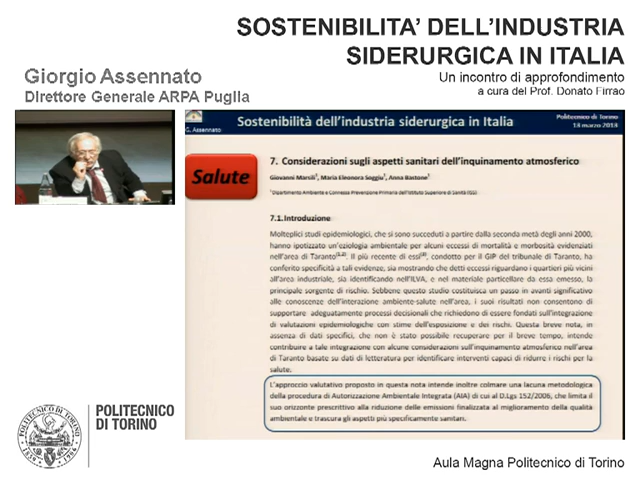 SOSTENIBILITA' DELL'INDUSTRIA
SIDERURGICA IN ITALIA
Giorgio Assennato
Direttore Generale ARPA Puglia
Un incontro di approfondimento
a cura del Prof. Donato Firrao
G. Assennato
Sostenibilità dell'industria siderurgica in Italia
Politecnico di Torino
18 marzo 2013
Salute
7. Considerazioni sugli aspetti sanitari dell'inquinamento atmosferico
Giovanni Marsili¹, Maria Eleonora Soggiu¹, Anna Bastone¹
¹ Dipartimento Ambiente e Connessa Prevenzione Primaria dell'Istituto Superiore di Sanità (ISS)
7.1. Introduzione
Molteplici studi epidemiologici, che si sono succeduti a partire dalla seconda metà degli anni 2000,
hanno ipotizzato un'eziologia ambientale per alcuni eccessi di mortalità e morbosità evidenziati
nell'area di Taranto(1,2). Il più recente di essi(3), condotto per il GIP del tribunale di Taranto, ha
conferito specificità a tali evidenze, sia mostrando che detti eccessi riguardano i quartieri più vicini
all'area industriale, sia identificando nell'ILVA, e nel materiale particellare da essa emesso, la
principale sorgente di rischio. Sebbene questo studio costituisca un passo in avanti significativo
alle conoscenze dell'interazione ambiente-salute nell'area, i suoi risultati non consentono di
supportare adeguatamente processi decisionali che richiedono di essere fondati sull'integrazione
di valutazioni epidemiologiche con stime dell'esposizione e dei rischi. Questa breve nota, in
assenza di dati specifici, che non è stato possibile recuperare per il breve tempo, intende
contribuire a tale integrazione con alcune considerazioni sull'inquinamento atmosferico nell'area
di Taranto basate su dati di letteratura per identificare interventi capaci di ridurre i rischi per la
salute.
L'approccio valutativo proposto in questa nota intende inoltre colmare una lacuna metodologica
della procedura di Autorizzazione Ambientale Integrata (AIA) di cui al D.Lgs 152/2006, che limita il
suo orizzonte prescrittivo alla riduzione delle emissioni finalizzata al miglioramento della qualità
ambientale e trascura gli aspetti più specificamente sanitari.
POLITECNICO DI TORINO
1859
1906
POLITECNICO
DI TORINO
Aula Magna Politecnico di Torino